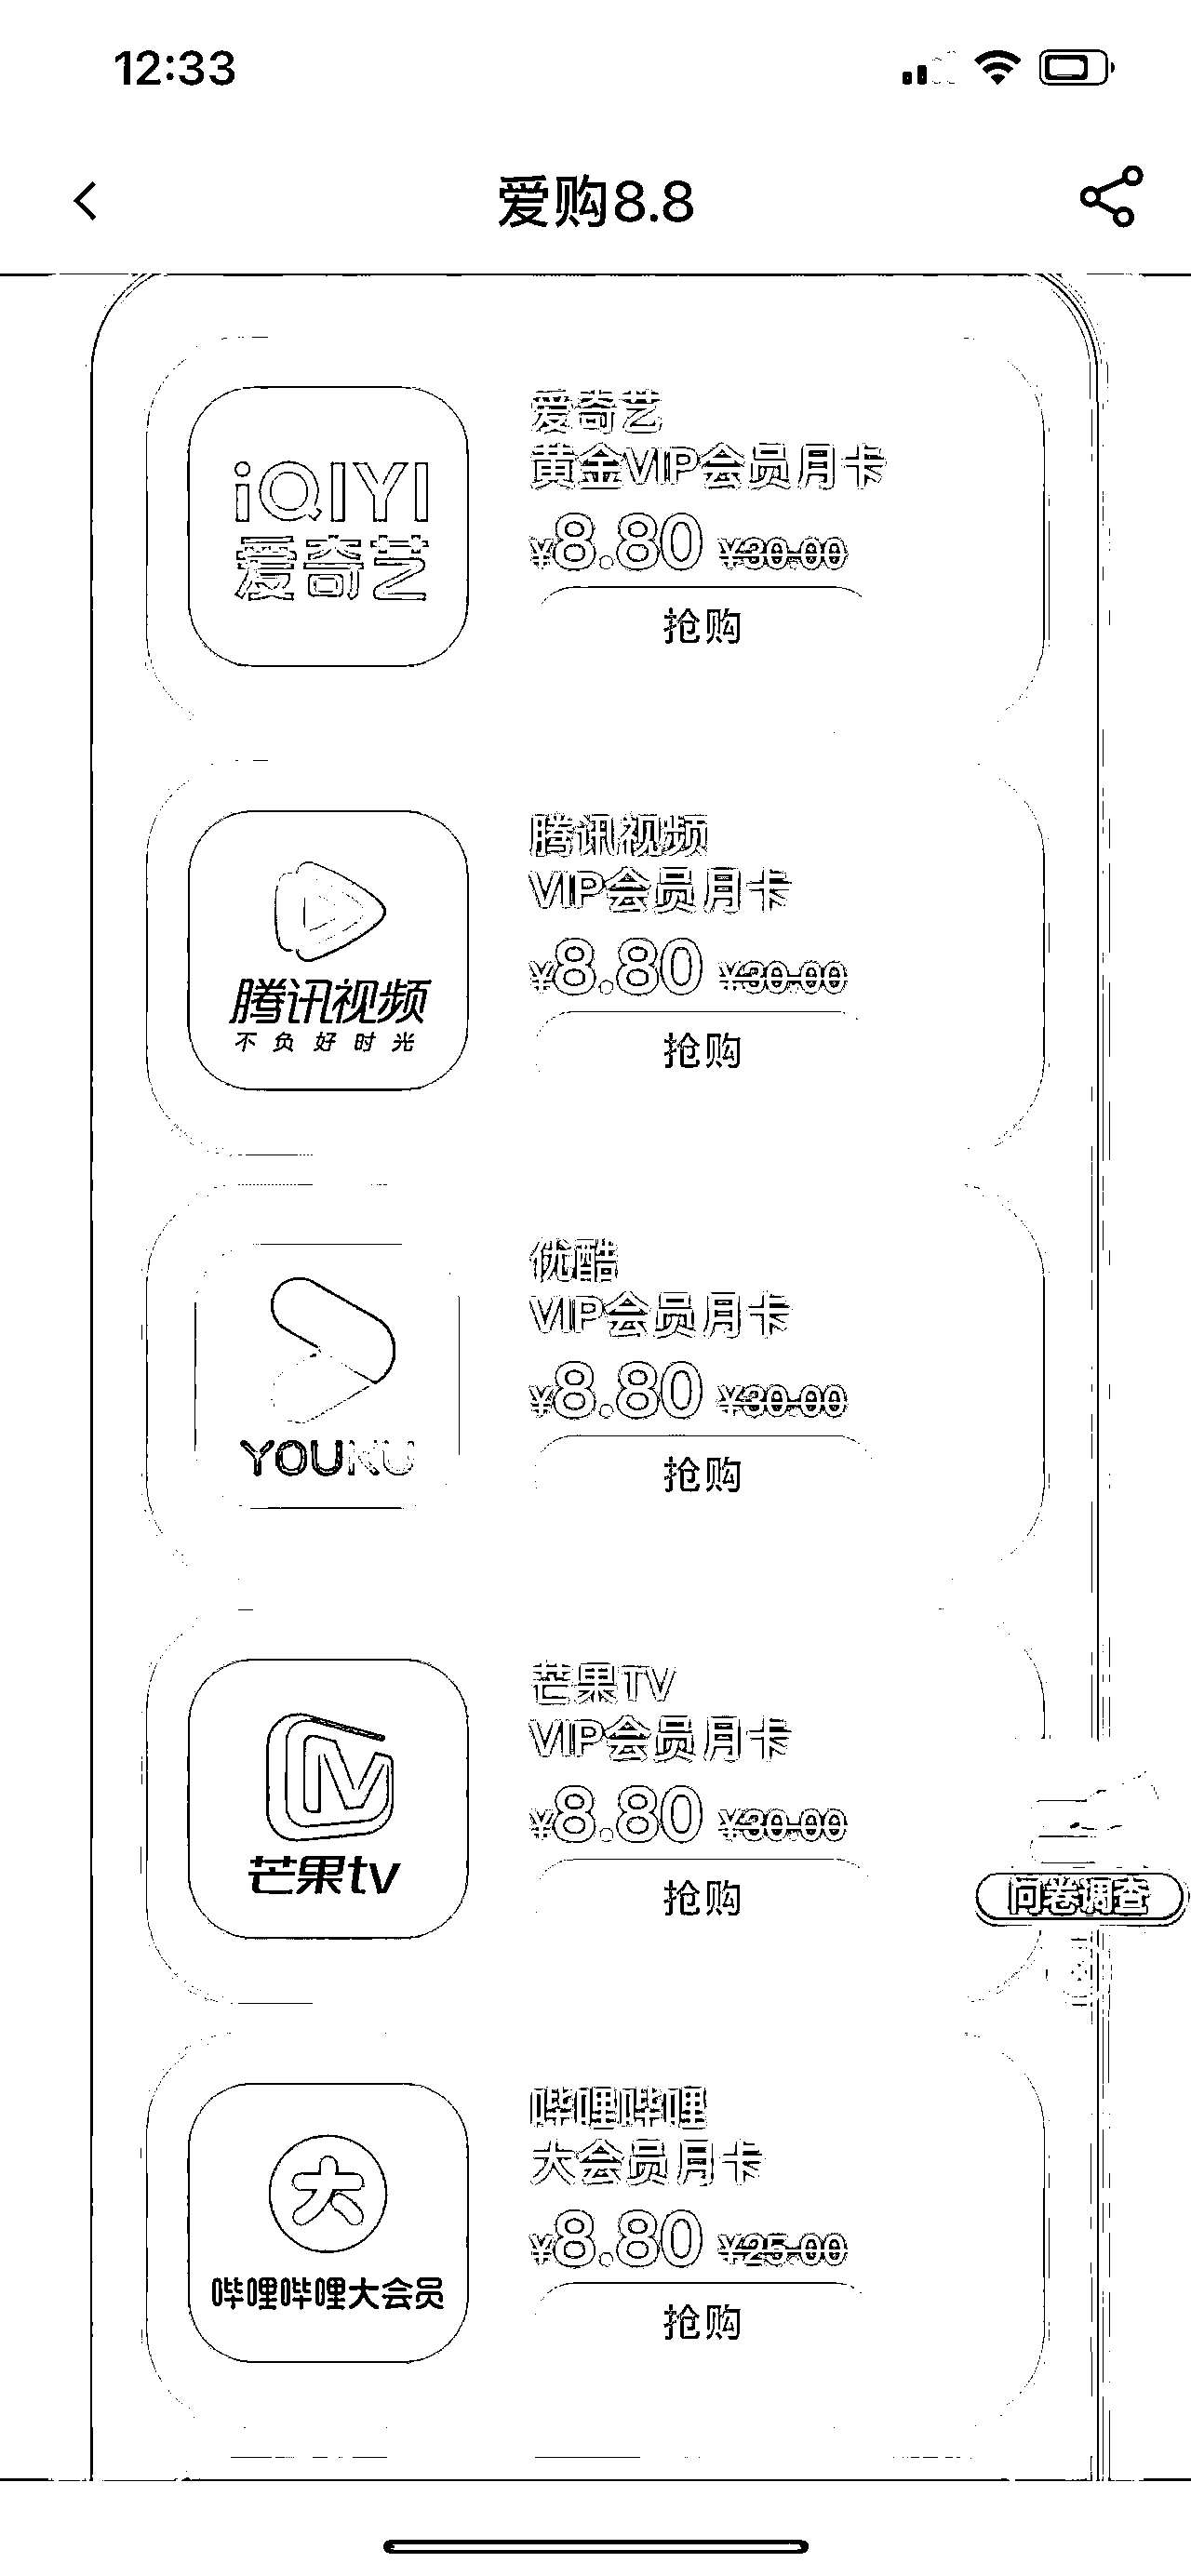 12:33
爱购8.8
iQIYI
爱奇艺
爱奇艺
黄金VIP会员月卡
¥8.80 ¥30.00
抢购
腾讯视频
不负好时光
腾讯视频
VIP会员月卡
¥8.80 ¥30.00
抢购
YOUKU
优酷
VIP会员月卡
¥8.80 ¥30.00
抢购
芒果tv
芒果TV
VIP会员月卡
¥8.80 ¥30.00
抢购
问卷调查
大
哔哩哔哩大会员
哔哩哔哩
大会员月卡
¥8.80 ¥25.00
抢购